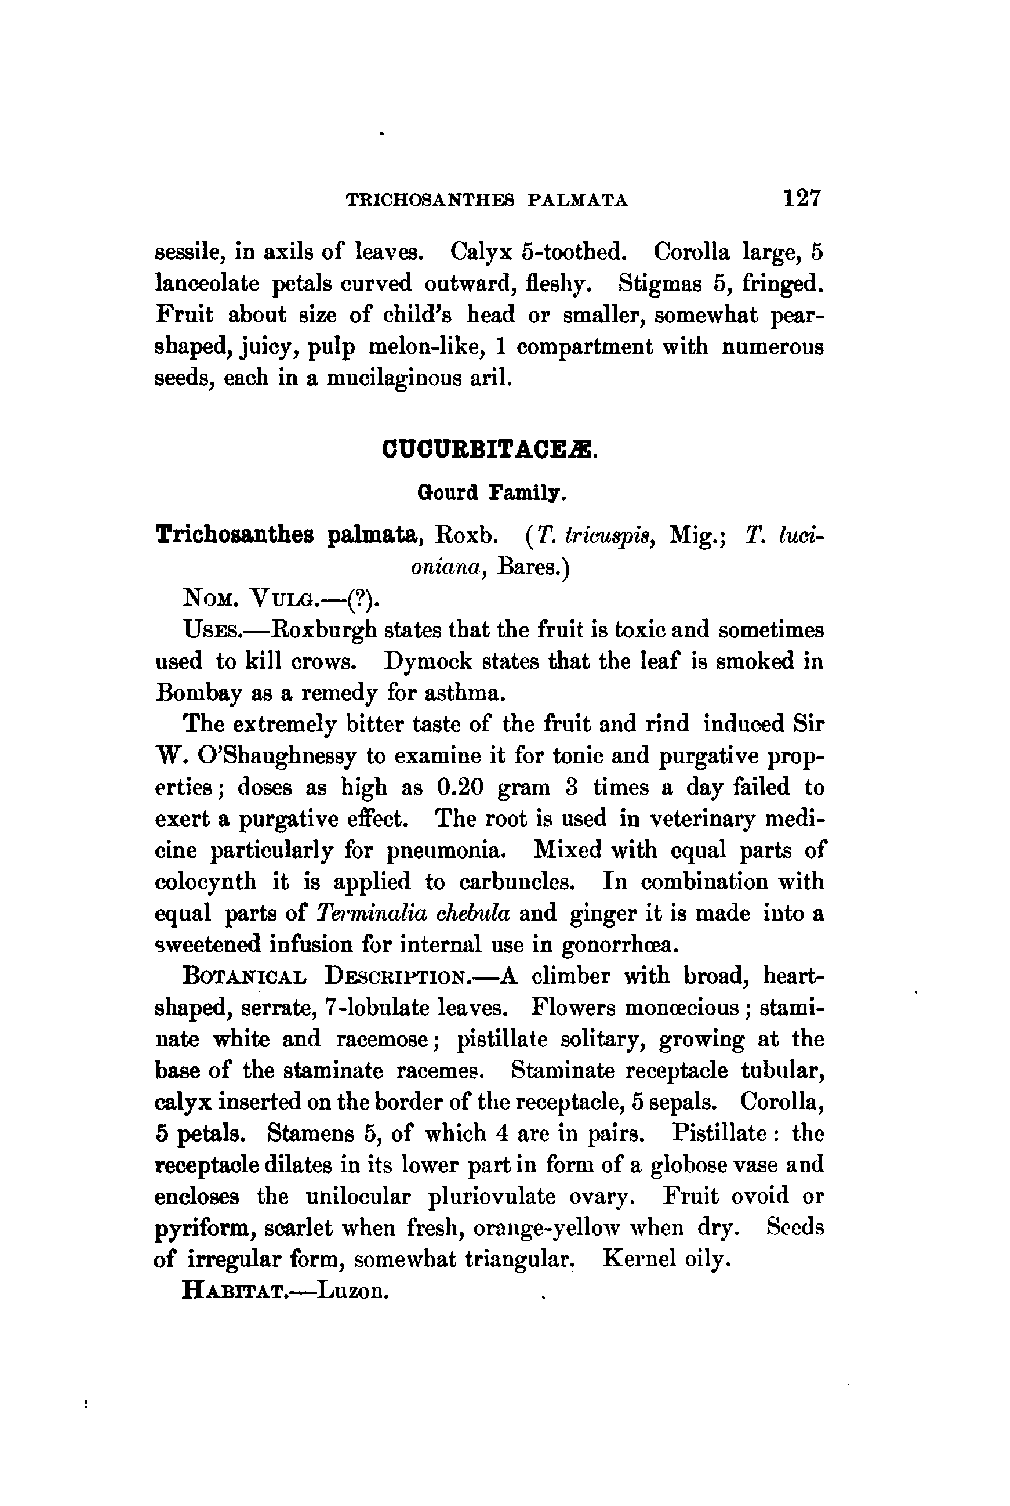 TRICHOSANTHES PALMATA 127
sessile, in axils of leaves. Calyx 5-toothed. Corolla large, 5
lanceolate petals curved outward, fleshy. Stigmas 5, fringed.
Fruit about size of child's head or smaller, somewhat pear-
shaped, juicy, pulp melon-like, 1 compartment with numerous
seeds, each in a mucilaginous aril.
CUCURBITACEÆ.
Gourd Family.
Trichosanthes palmata, Roxb. (T. tricuspis, Mig.; T. luci-
oniana, Bares.)
NOM. VULG.—(?).
USES.—Roxburgh states that the fruit is toxic and sometimes
used to kill crows. Dymock states that the leaf is smoked in
Bombay as a remedy for asthma.
The extremely bitter taste of the fruit and rind induced Sir
W. O'Shaughnessy to examine it for tonic and purgative prop-
erties; doses as high as 0.20 gram 3 times a day failed to
exert a purgative effect. The root is used in veterinary medi-
cine particularly for pneumonia. Mixed with equal parts of
colocynth it is applied to carbuncles. In combination with
equal parts of Terminalia chebula and ginger it is made into a
sweetened infusion for internal use in gonorrhœa.
BOTANICAL DESCRIPTION.—A climber with broad, heart-
shaped, serrate, 7-lobulate leaves. Flowers monœcious; stami-
nate white and racemose; pistillate solitary, growing at the
base of the staminate racemes. Staminate receptacle tubular,
calyx inserted on the border of the receptacle, 5 sepals. Corolla,
5 petals. Stamens 5, of which 4 are in pairs. Pistillate: the
receptacle dilates in its lower part in form of a globose vase and
encloses the unilocular pluriovulate ovary. Fruit ovoid or
pyriform, scarlet when fresh, orange-yellow when dry. Seeds
of irregular form, somewhat triangular. Kernel oily.
HABITAT.—Luzon.